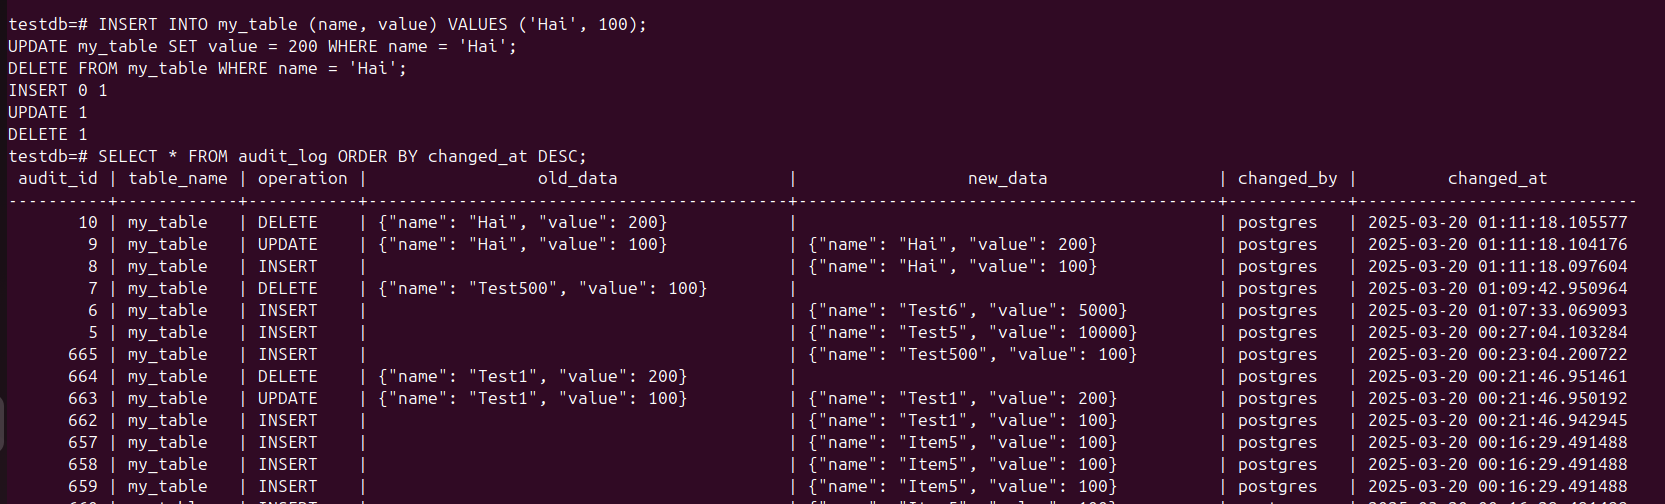 testdb=# INSERT INTO my_table (name, value) VALUES ('Hai', 100);
UPDATE my_table SET value = 200 WHERE name = 'Hai';
DELETE FROM my_table WHERE name = 'Hai';
INSERT 0 1
UPDATE 1
DELETE 1
testdb=# SELECT * FROM audit_log ORDER BY changed_at DESC;
 audit_id | table_name | operation |                 old_data                 |                 new_data                 | changed_by |         changed_at
----------+------------+-----------+------------------------------------------+------------------------------------------+------------+----------------------------
       10 | my_table   | DELETE    | {"name": "Hai", "value": 200}            |                                          | postgres   | 2025-03-20 01:11:18.105577
        9 | my_table   | UPDATE    | {"name": "Hai", "value": 100}            | {"name": "Hai", "value": 200}            | postgres   | 2025-03-20 01:11:18.104176
        8 | my_table   | INSERT    |                                          | {"name": "Hai", "value": 100}            | postgres   | 2025-03-20 01:11:18.097604
        7 | my_table   | DELETE    | {"name": "Test500", "value": 100}        |                                          | postgres   | 2025-03-20 01:09:42.950964
        6 | my_table   | INSERT    |                                          | {"name": "Test6", "value": 5000}         | postgres   | 2025-03-20 01:07:33.069093
        5 | my_table   | INSERT    |                                          | {"name": "Test5", "value": 10000}        | postgres   | 2025-03-20 00:27:04.103284
      665 | my_table   | INSERT    |                                          | {"name": "Test500", "value": 100}        | postgres   | 2025-03-20 00:23:04.200722
      664 | my_table   | DELETE    | {"name": "Test1", "value": 200}          |                                          | postgres   | 2025-03-20 00:21:46.951461
      663 | my_table   | UPDATE    | {"name": "Test1", "value": 100}          | {"name": "Test1", "value": 200}          | postgres   | 2025-03-20 00:21:46.950192
      662 | my_table   | INSERT    |                                          | {"name": "Test1", "value": 100}          | postgres   | 2025-03-20 00:21:46.942945
      657 | my_table   | INSERT    |                                          | {"name": "Item5", "value": 100}          | postgres   | 2025-03-20 00:16:29.491488
      658 | my_table   | INSERT    |                                          | {"name": "Item5", "value": 100}          | postgres   | 2025-03-20 00:16:29.491488
      659 | my_table   | INSERT    |                                          | {"name": "Item5", "value": 100}          | postgres   | 2025-03-20 00:16:29.491488